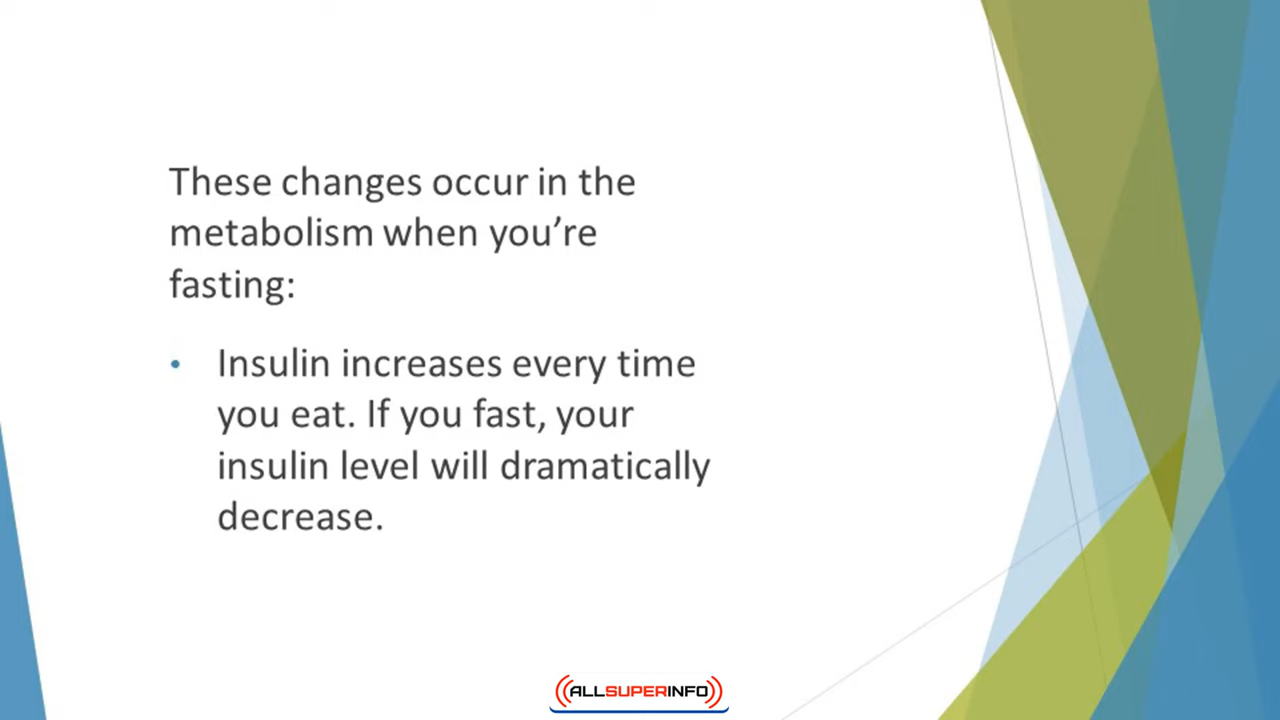 These changes occur in the
metabolism when you’re
fasting:
• Insulin increases every time
you eat. If you fast, your
insulin level will dramatically
decrease.
ALLSUPERINFO